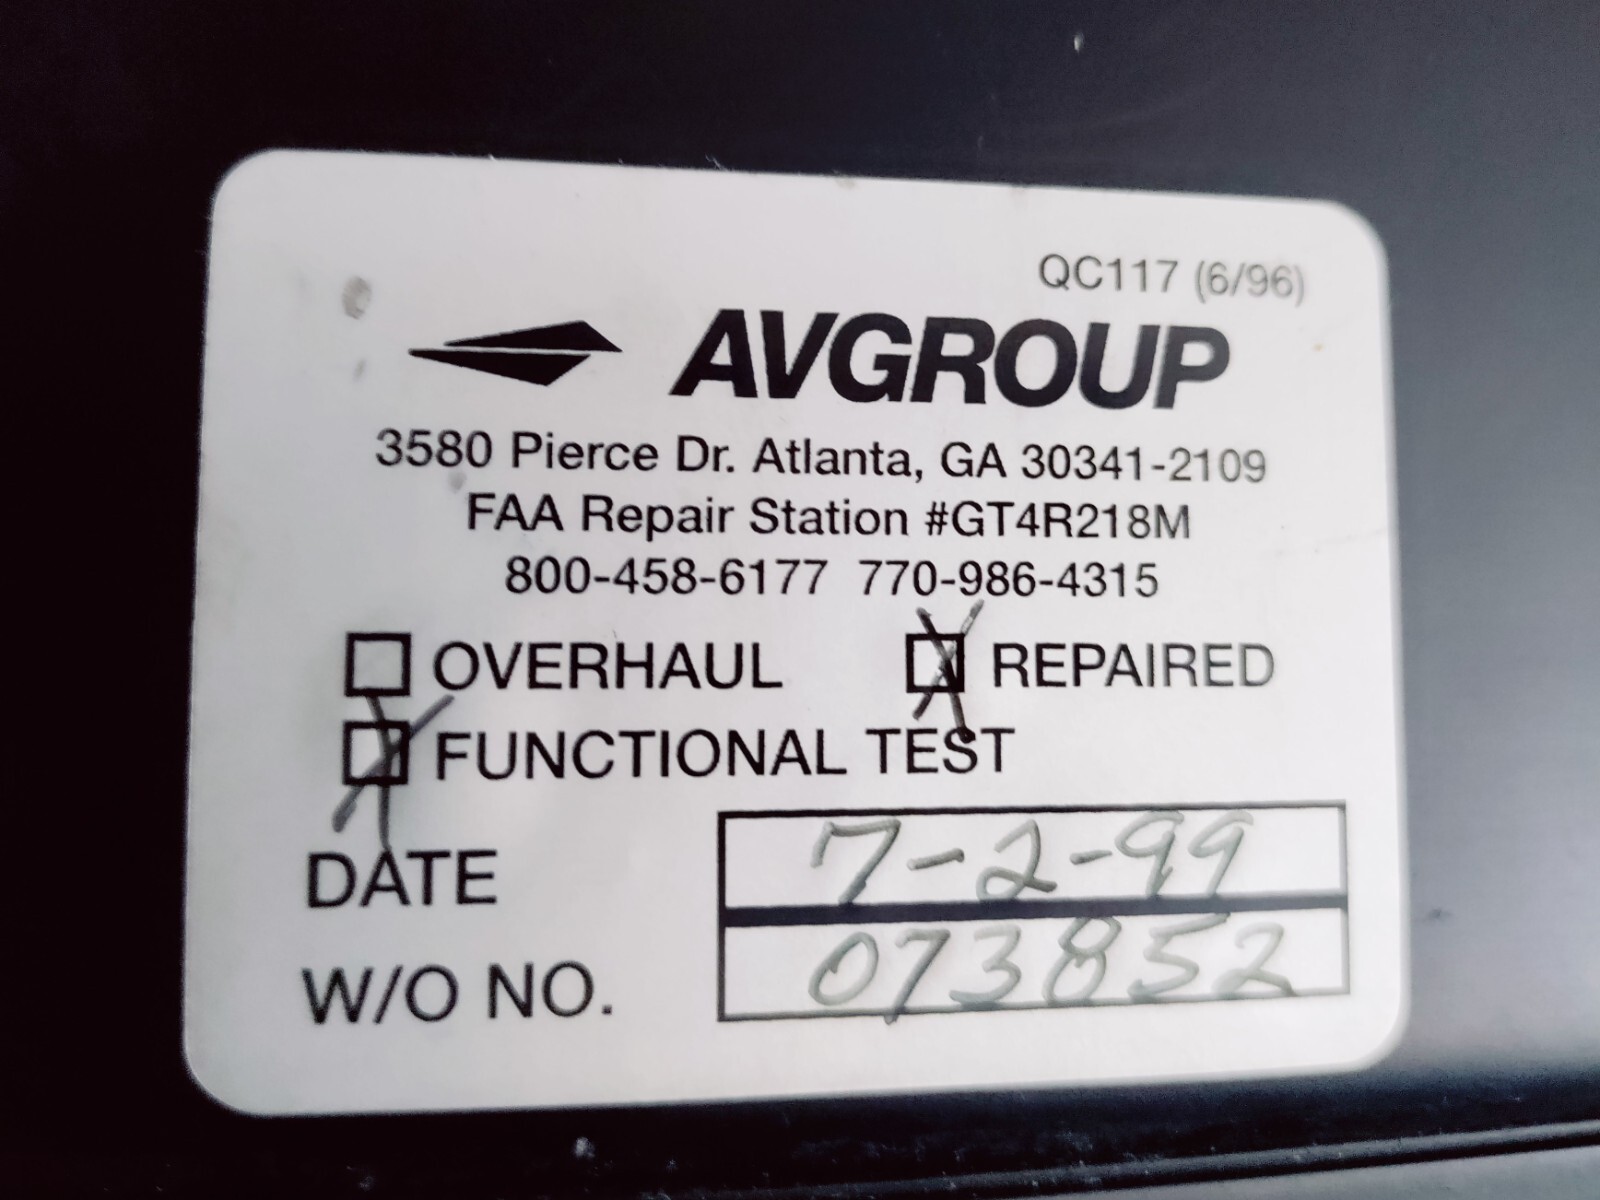 QC117 (6/96)
AVGROUP
3580 Pierce Dr. Atlanta, GA 30341-2109
FAA Repair Station #GT4R218M
800-458-6177 770-986-4315
OVERHAUL REPAIRED
FUNCTIONAL TEST
DATE 7-2-99
W/O NO. 073852